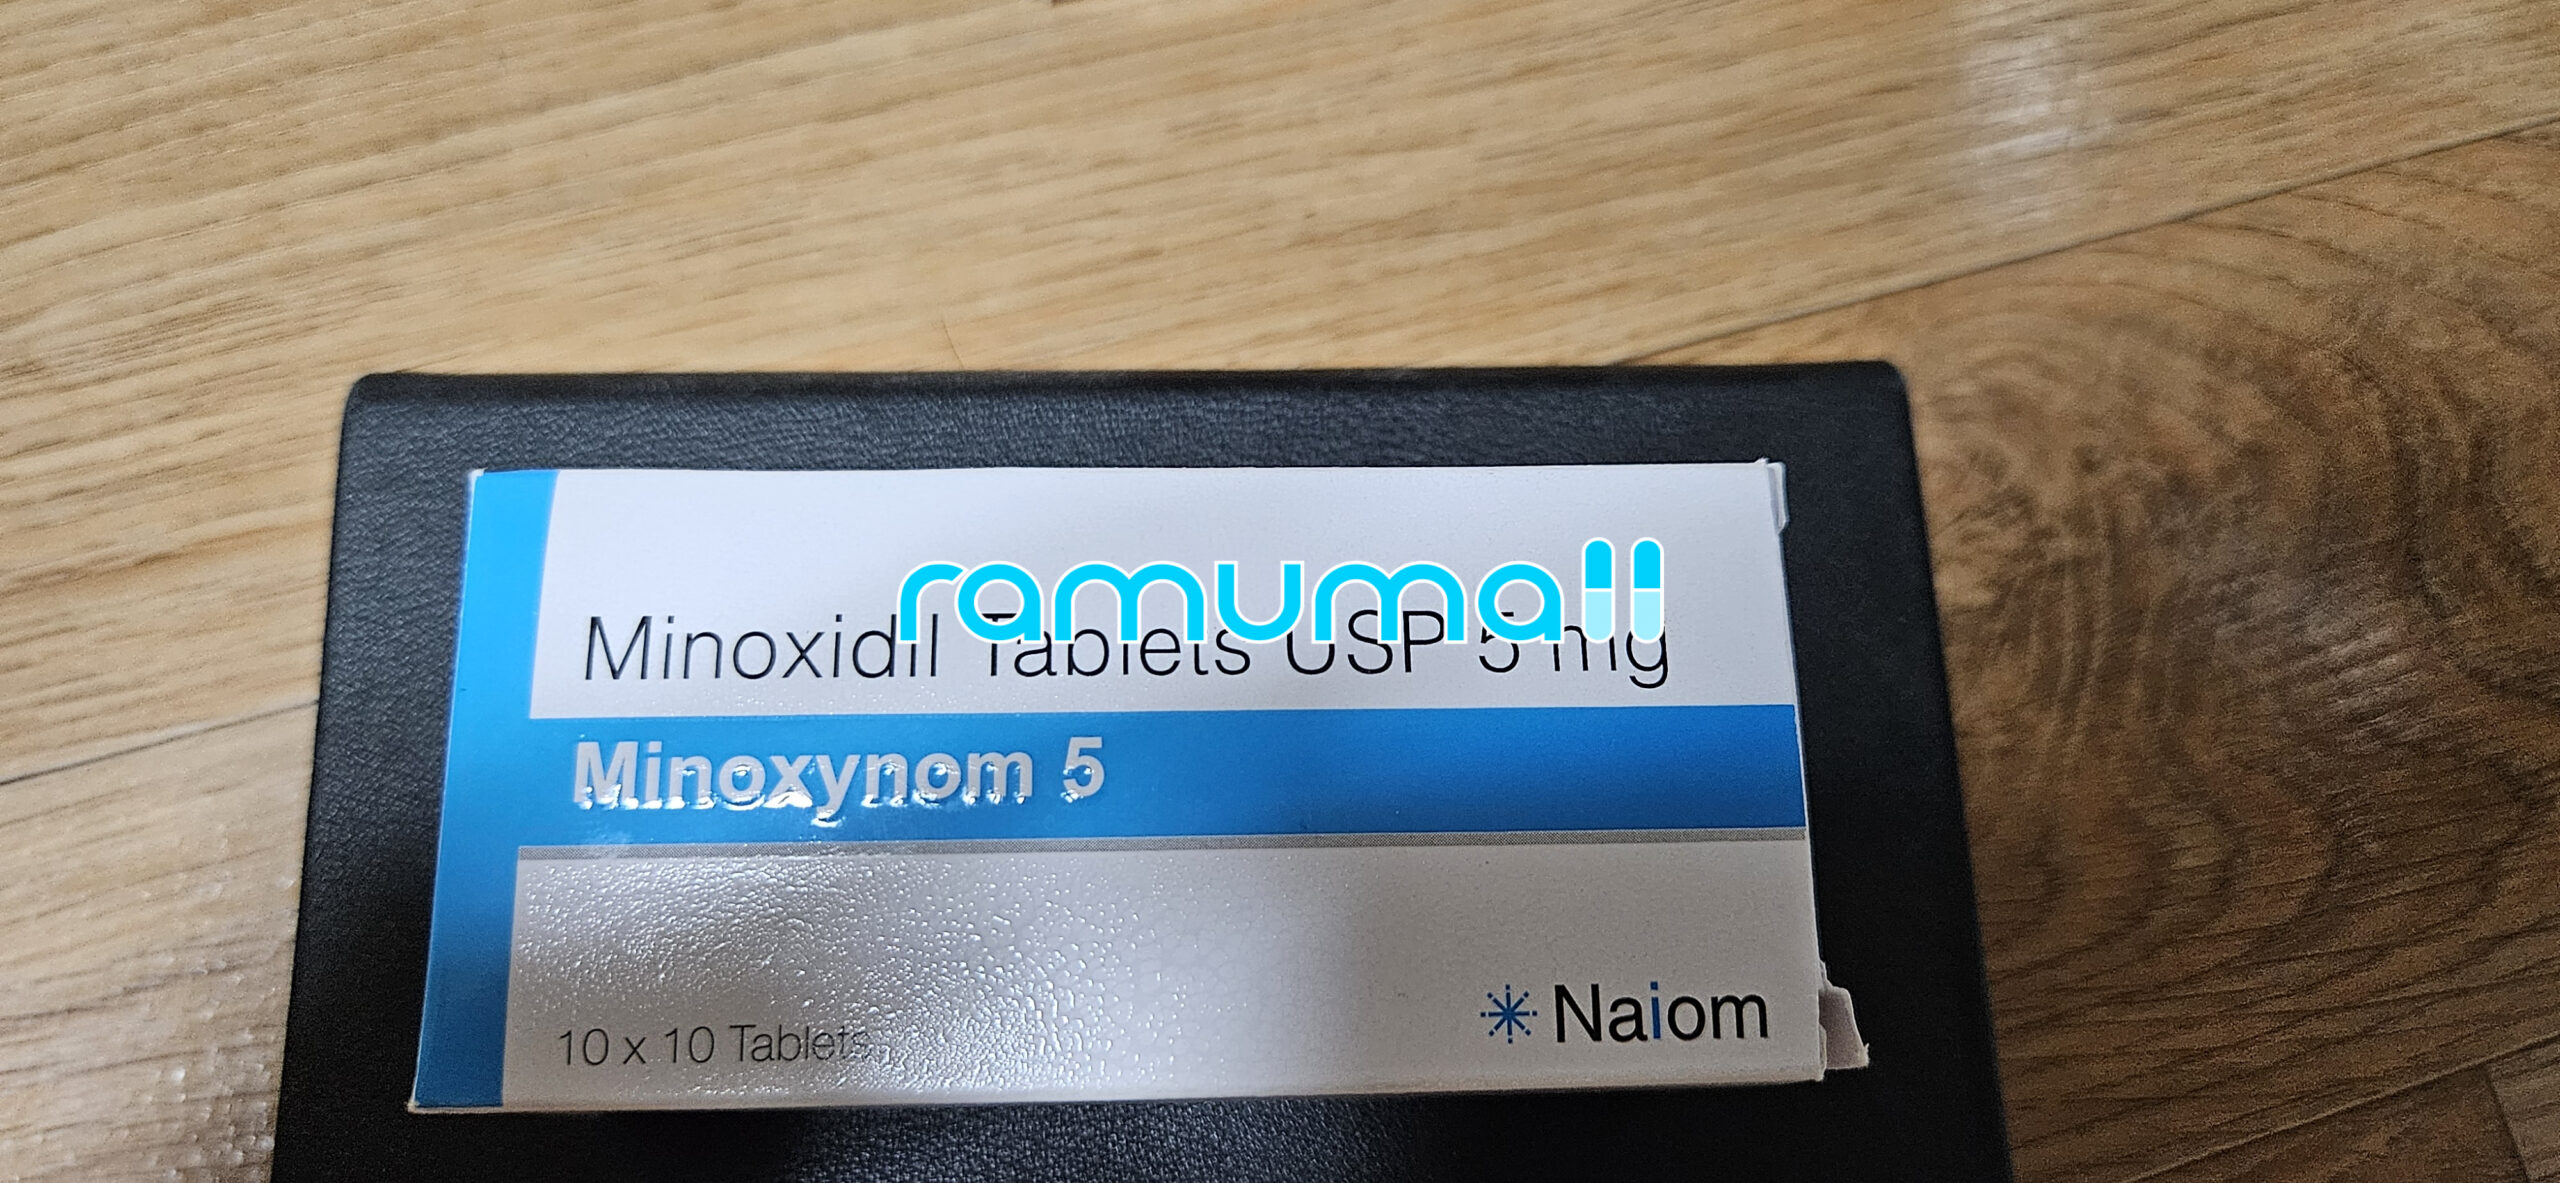 ramumall
Minoxidil Tablets USP 5 mg
Minoxynom 5
10 x 10 Tablets
Naiom